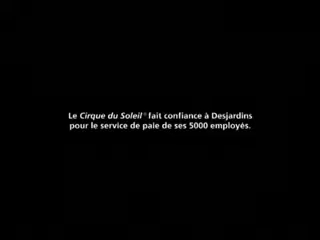 Le Cirque du Soleil® fait confiance à Desjardins
pour le service de paie de ses 5000 employés.